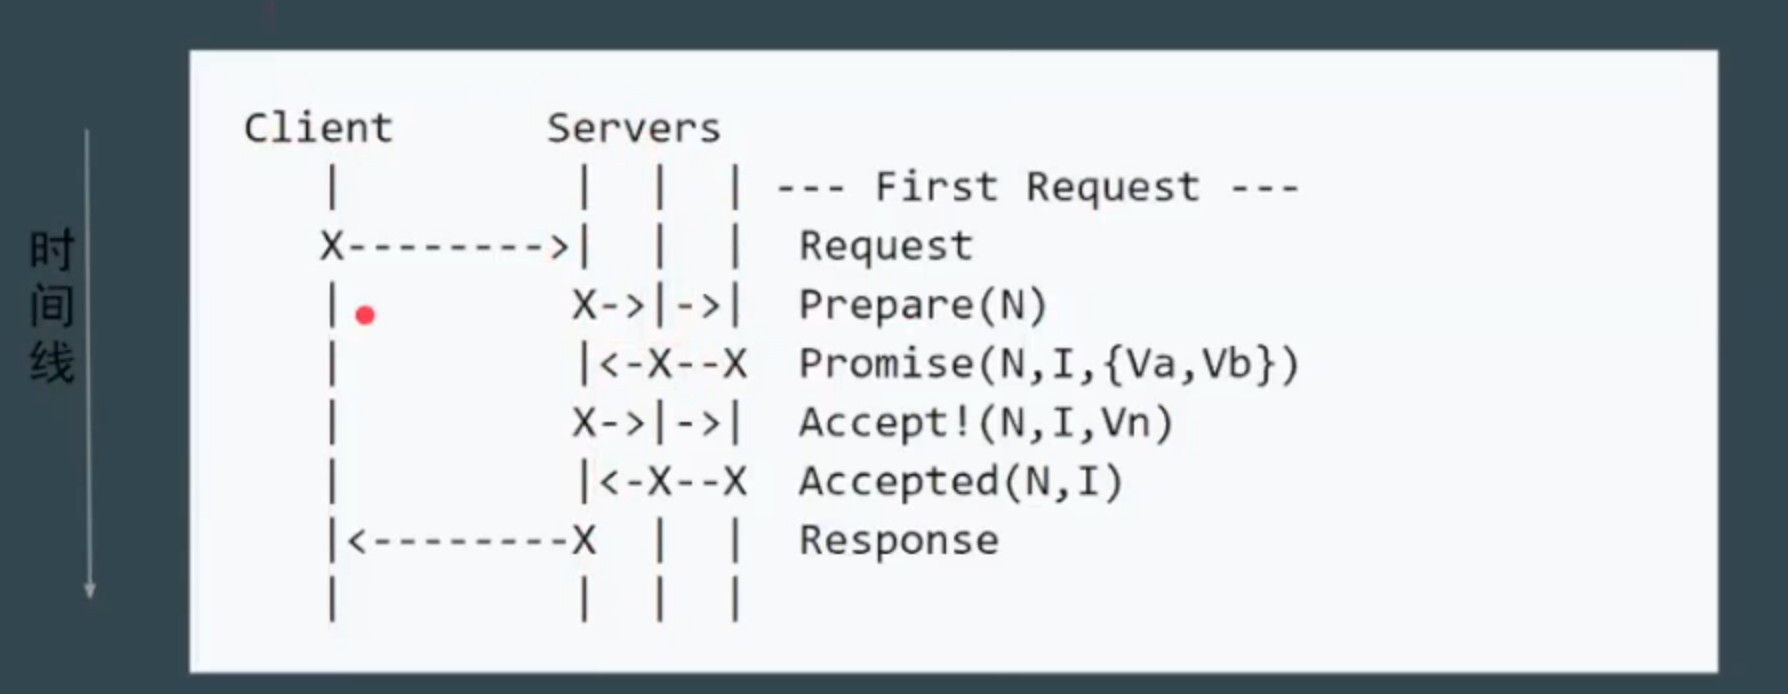 时间线
Client Servers
| | | | --- First Request ---
X-------->| | | Request
| X->|->| Prepare(N)
| |<-X--X Promise(N,I,{Va,Vb})
| X->|->| Accept!(N,I,Vn)
| |<-X--X Accepted(N,I)
|<--------X | | Response
| | | |